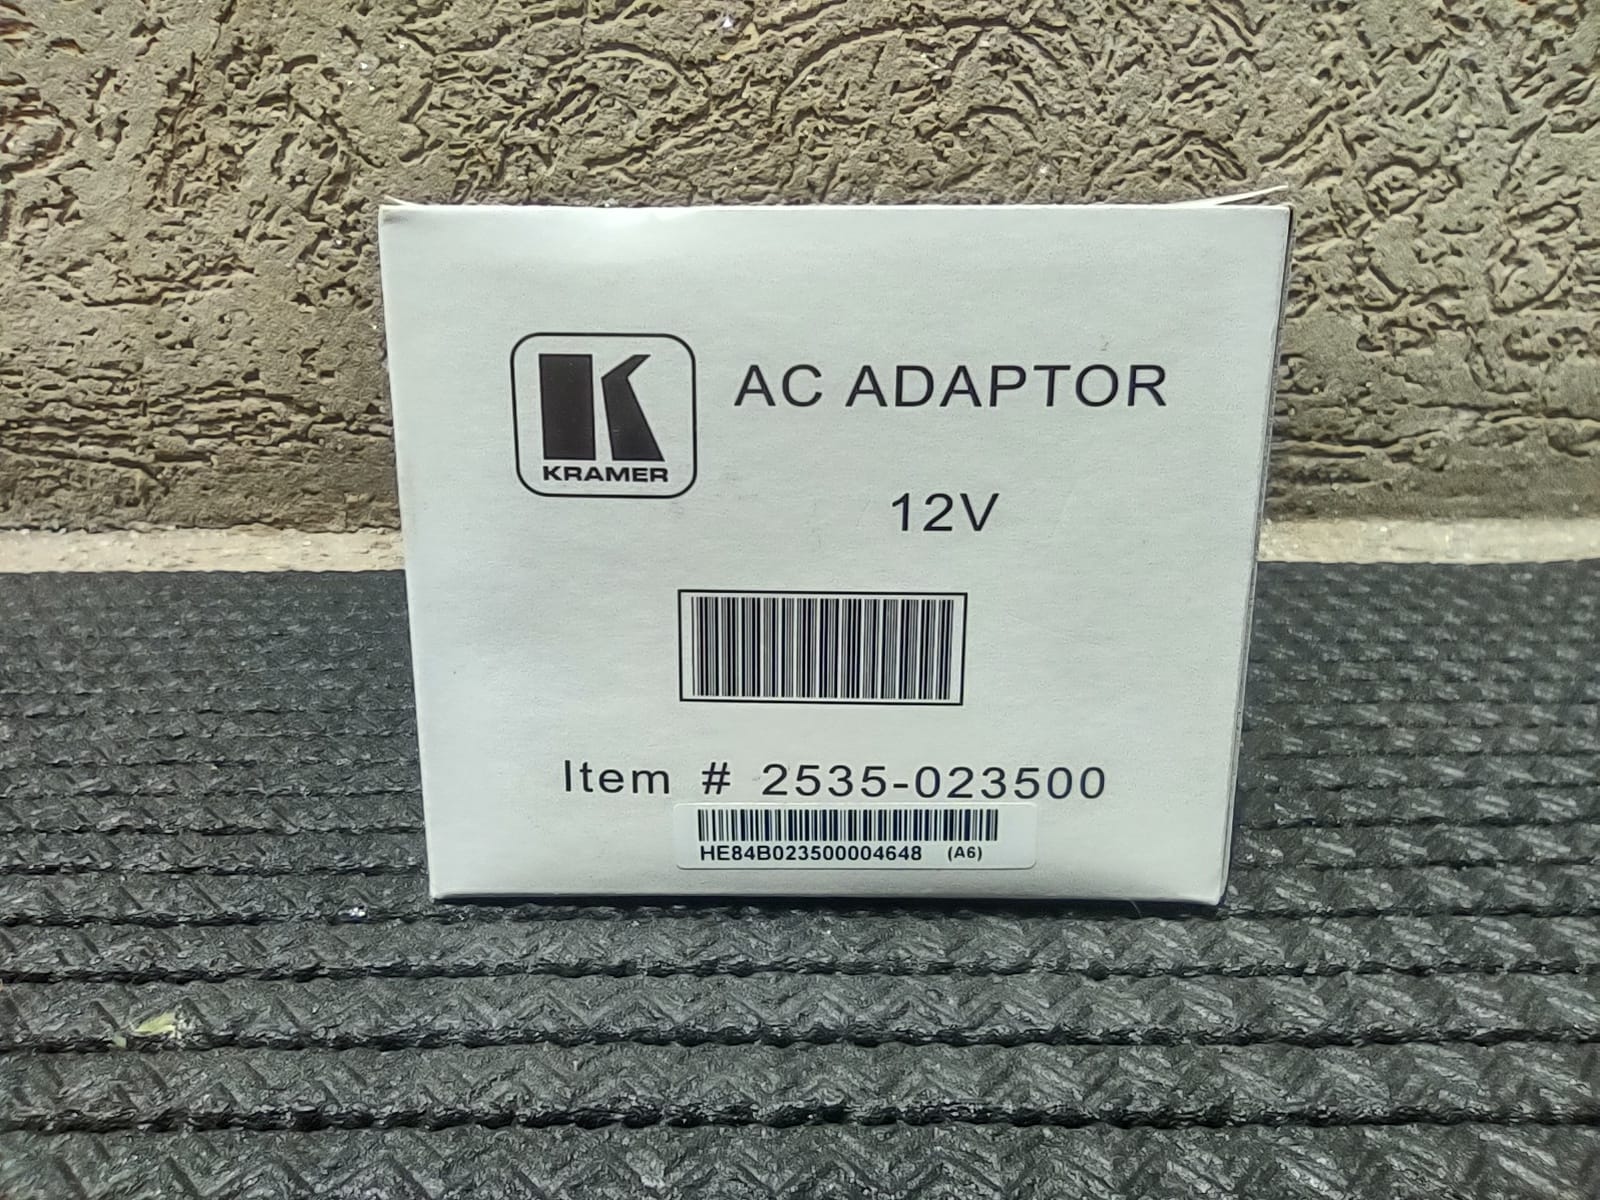 KRAMER
AC ADAPTOR
12V
Item # 2535-023500
HE84B023500004648 (A6)